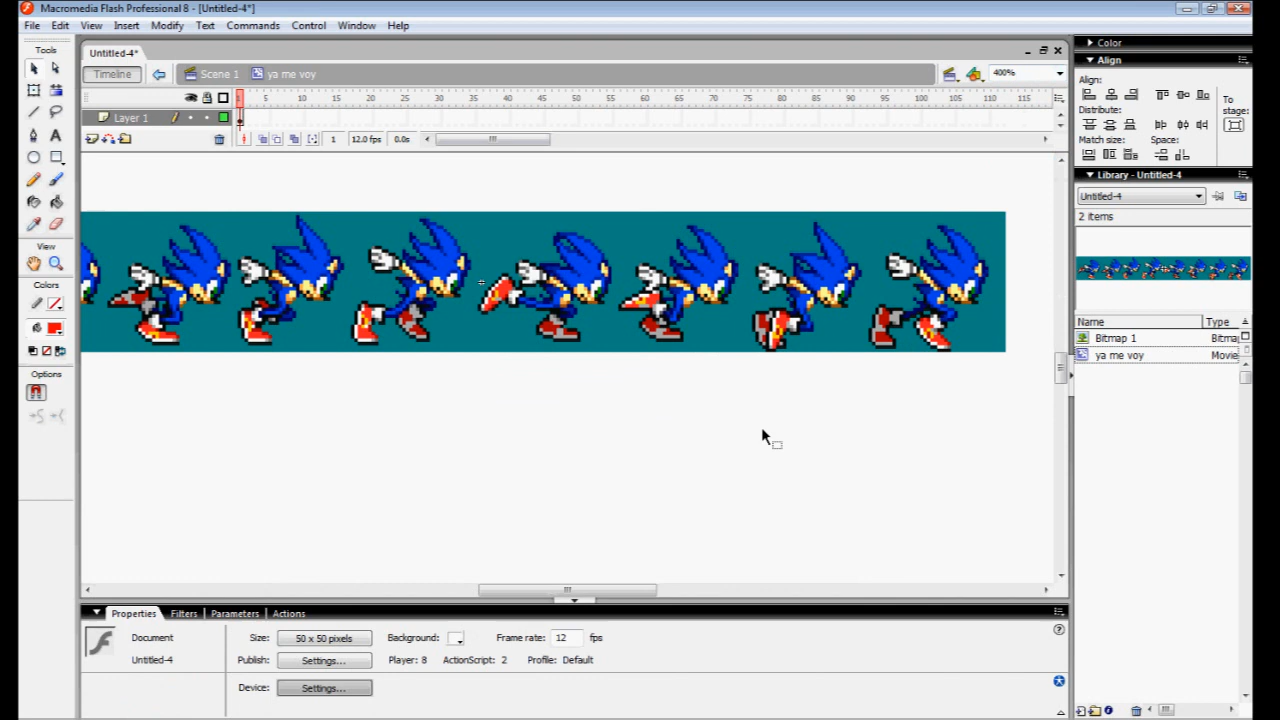 Macromedia Flash Professional 8 - [Untitled-4*]
File Edit View Insert Modify Text Commands Control Window Help
Tools
View
Colors
Options
Untitled-4*
Timeline
Scene 1
ya me voy
400%
5 10 15 20 25 30 35 40 45 50 55 60 65 70 75 80 85 90 95 100 105 110 115
Layer 1
1 12.0 fps 0.0s
Color
Align
Align:
Distribute:
Match size:
Space:
To
stage:
Library - Untitled-4
Untitled-4
2 items
Name Type
Bitmap 1 Bitma
ya me voy Movie
Properties Filters Parameters Actions
Document
Untitled-4
Size: 50 x 50 pixels Background: Frame rate: 12 fps
Publish: Settings... Player: 8 ActionScript: 2 Profile: Default
Device: Settings...